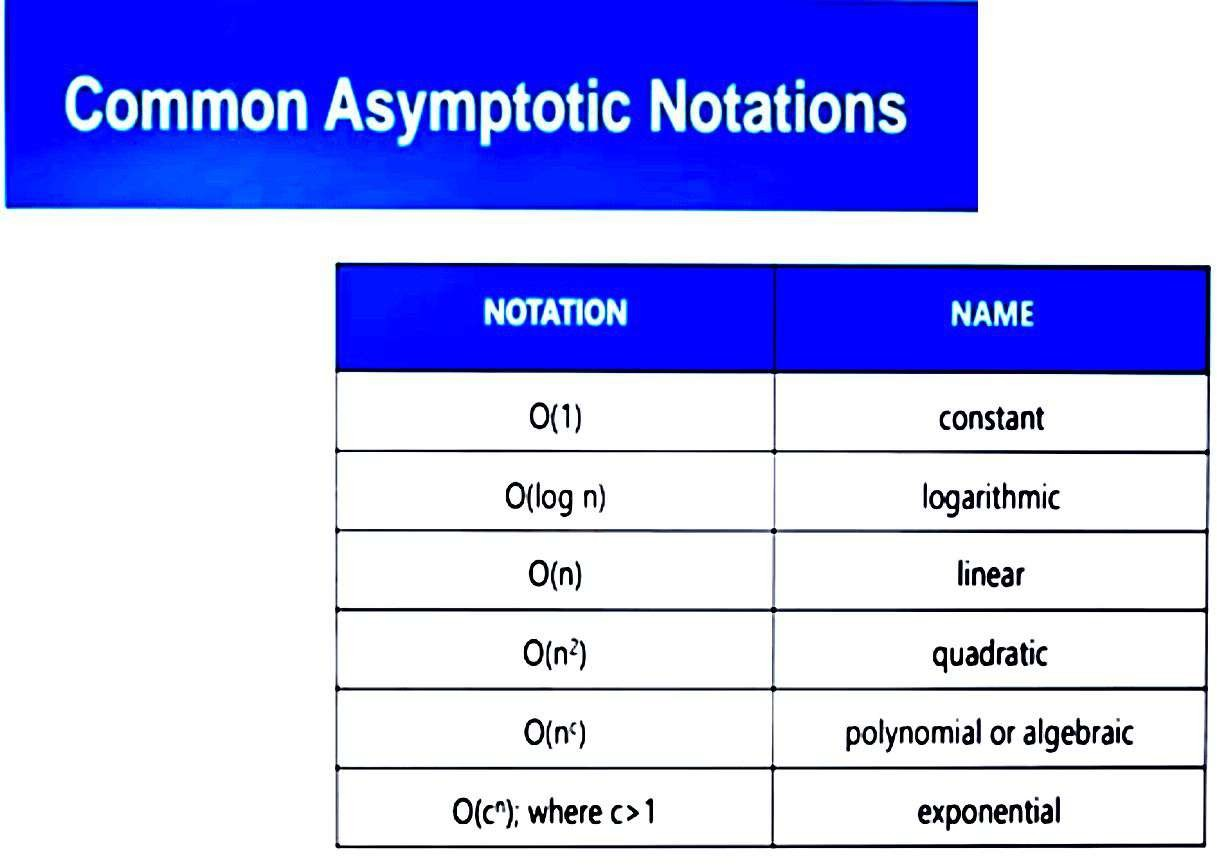 Common Asymptotic Notations
NOTATION NAME
O(1) constant
O(log n) logarithmic
O(n) linear
O(n²) quadratic
O(nᶜ) polynomial or algebraic
O(cⁿ); where c>1 exponential